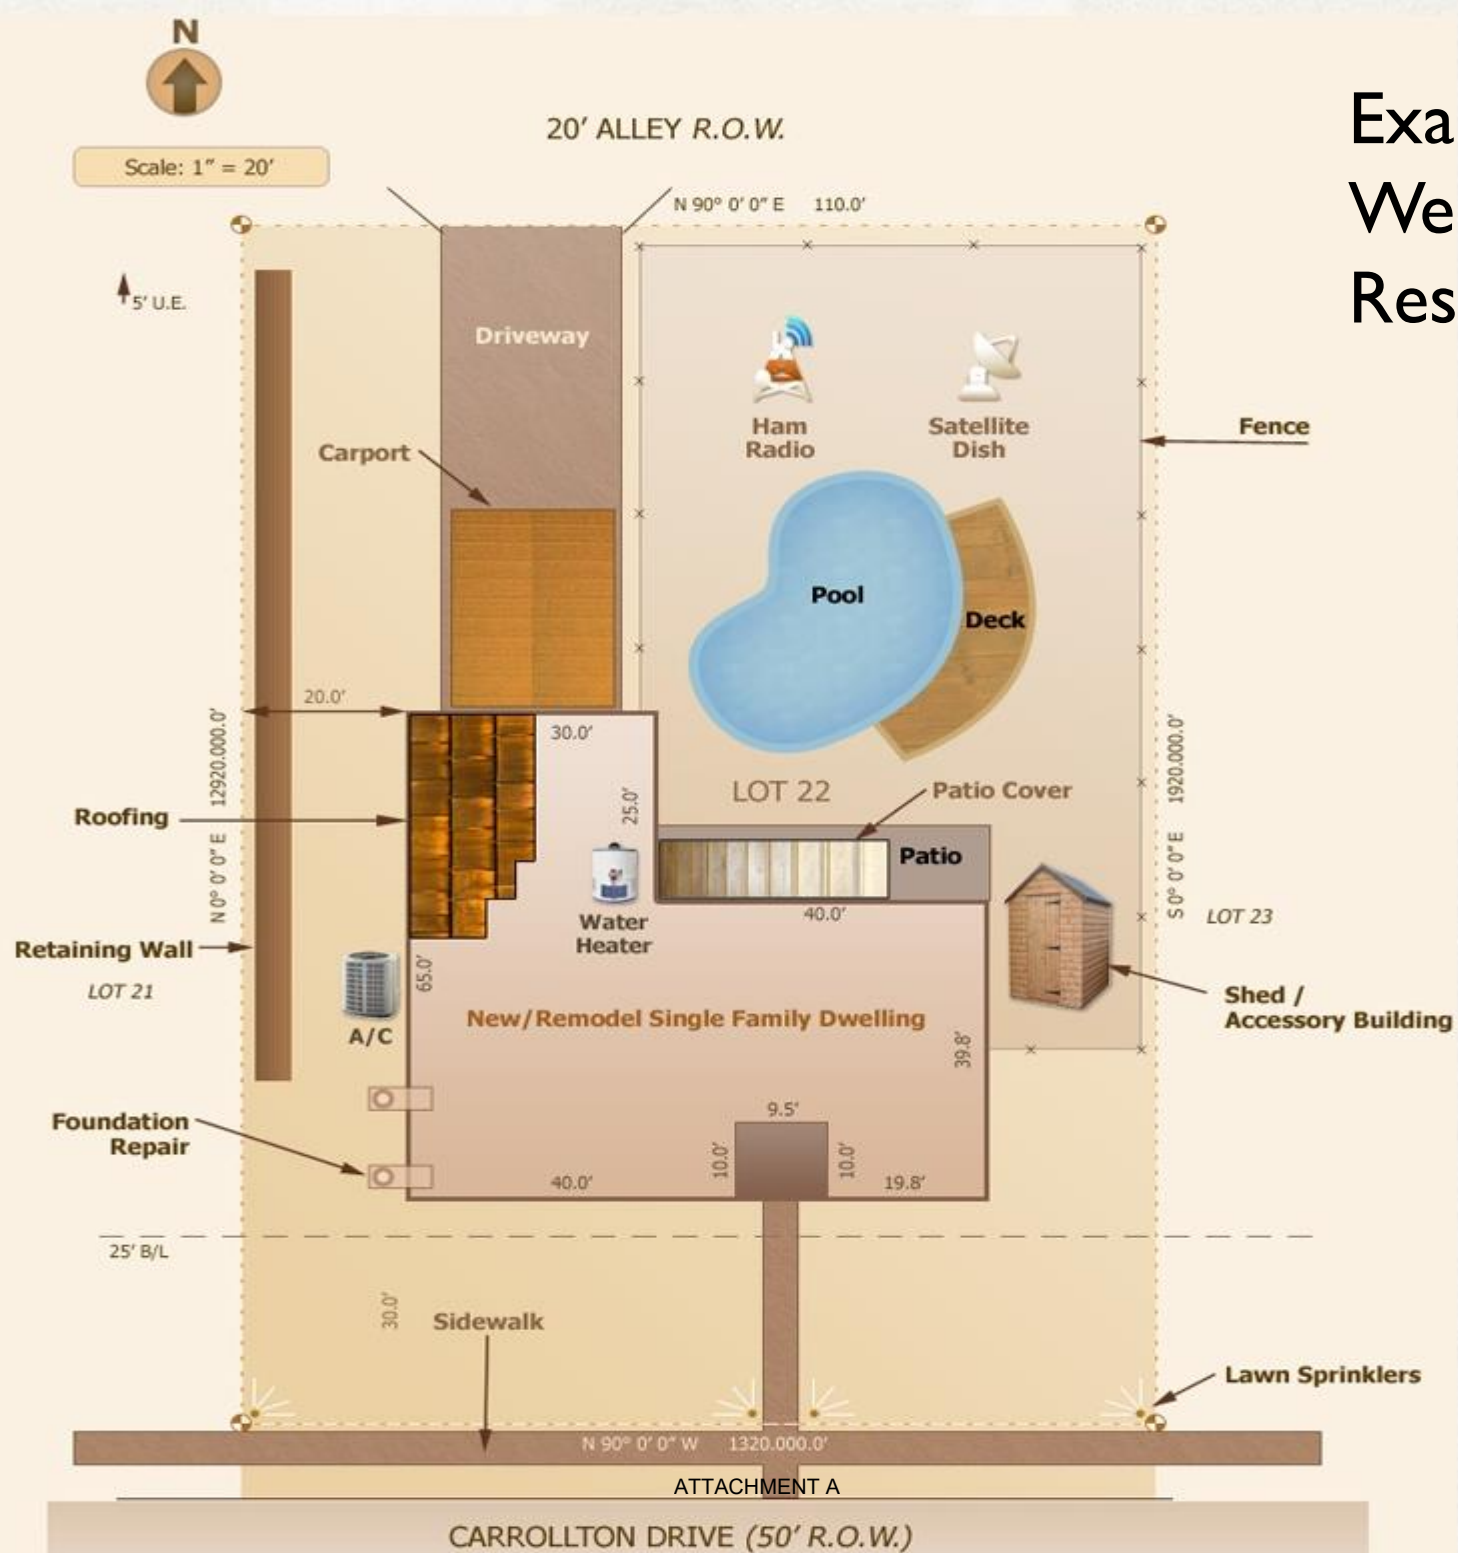 N
Exa
20' ALLEY R.O.W.
Scale: 1" = 20'
We
N 90° 0' 0" E 110.0'
5' U.E.
Res
Driveway
Ham
Radio
Satellite
Dish
Fence
Carport
Pool
Deck
20.0'
30.0'
N 0° 0' 0" E 12920.000.0'
S 0° 0' 0" E 1920.000.0'
LOT 22
Patio Cover
25.0'
Roofing
Patio
40.0'
Water
Heater
LOT 23
Retaining Wall
LOT 21
65.0'
Shed /
Accessory Building
New/Remodel Single Family Dwelling
A/C
39.8'
Foundation
Repair
9.5'
10.0'
10.0'
40.0'
19.8'
25' B/L
30.0'
Sidewalk
Lawn Sprinklers
N 90° 0' 0" W 1320.000.0'
ATTACHMENT A
CARROLLTON DRIVE (50' R.O.W.)